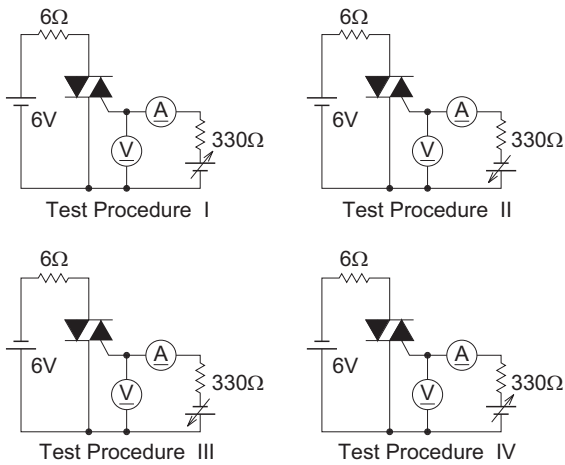 6Ω 6Ω
6V A 330Ω 6V A 330Ω
V V
Test Procedure I Test Procedure II
6Ω 6Ω
6V A 330Ω 6V A 330Ω
V V
Test Procedure III Test Procedure IV